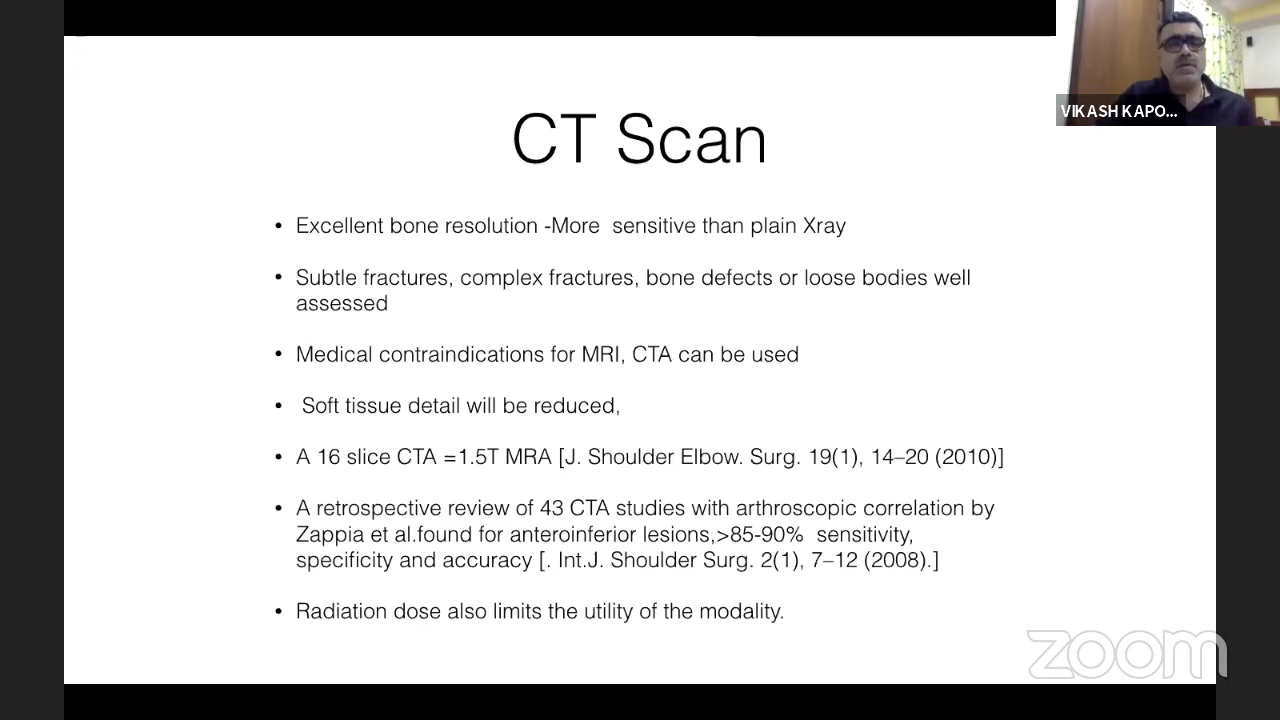 VIKASH KAPO...
CT Scan
• Excellent bone resolution -More sensitive than plain Xray
• Subtle fractures, complex fractures, bone defects or loose bodies well
assessed
• Medical contraindications for MRI, CTA can be used
• Soft tissue detail will be reduced,
• A 16 slice CTA =1.5T MRA [J. Shoulder Elbow. Surg. 19(1), 14–20 (2010)]
• A retrospective review of 43 CTA studies with arthroscopic correlation by
Zappia et al.found for anteroinferior lesions,>85-90% sensitivity,
specificity and accuracy [. Int.J. Shoulder Surg. 2(1), 7–12 (2008).]
• Radiation dose also limits the utility of the modality.
zoom